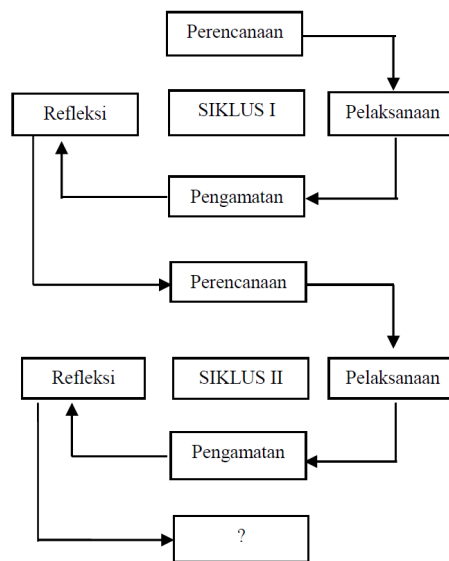 Perencanaan
Refleksi
SIKLUS I
Pelaksanaan
Pengamatan
Perencanaan
Refleksi
SIKLUS II
Pelaksanaan
Pengamatan
?